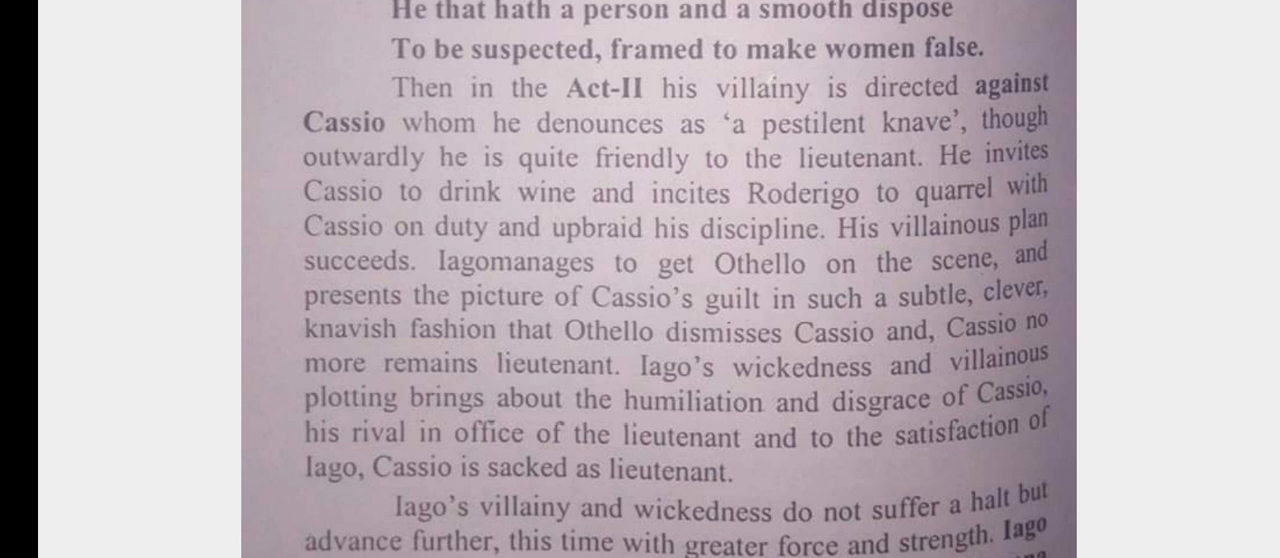 He that hath a person and a smooth dispose
To be suspected, framed to make women false.
Then in the Act-II his villainy is directed against
Cassio whom he denounces as ‘a pestilent knave’, though
outwardly he is quite friendly to the lieutenant. He invites
Cassio to drink wine and incites Roderigo to quarrel with
Cassio on duty and upbraid his discipline. His villainous plan
succeeds. Iagomanages to get Othello on the scene, and
presents the picture of Cassio’s guilt in such a subtle, clever,
knavish fashion that Othello dismisses Cassio and, Cassio no
more remains lieutenant. Iago’s wickedness and villainous
plotting brings about the humiliation and disgrace of Cassio,
his rival in office of the lieutenant and to the satisfaction of
Iago, Cassio is sacked as lieutenant.
Iago’s villainy and wickedness do not suffer a halt but
advance further, this time with greater force and strength. Iago